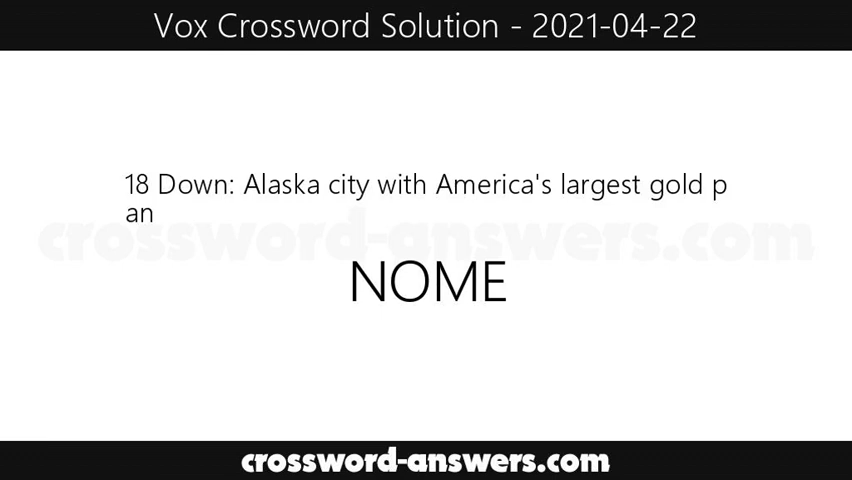 Vox Crossword Solution - 2021-04-22
18 Down: Alaska city with America's largest gold p
an
crossword-answers.com
NOME
crossword-answers.com